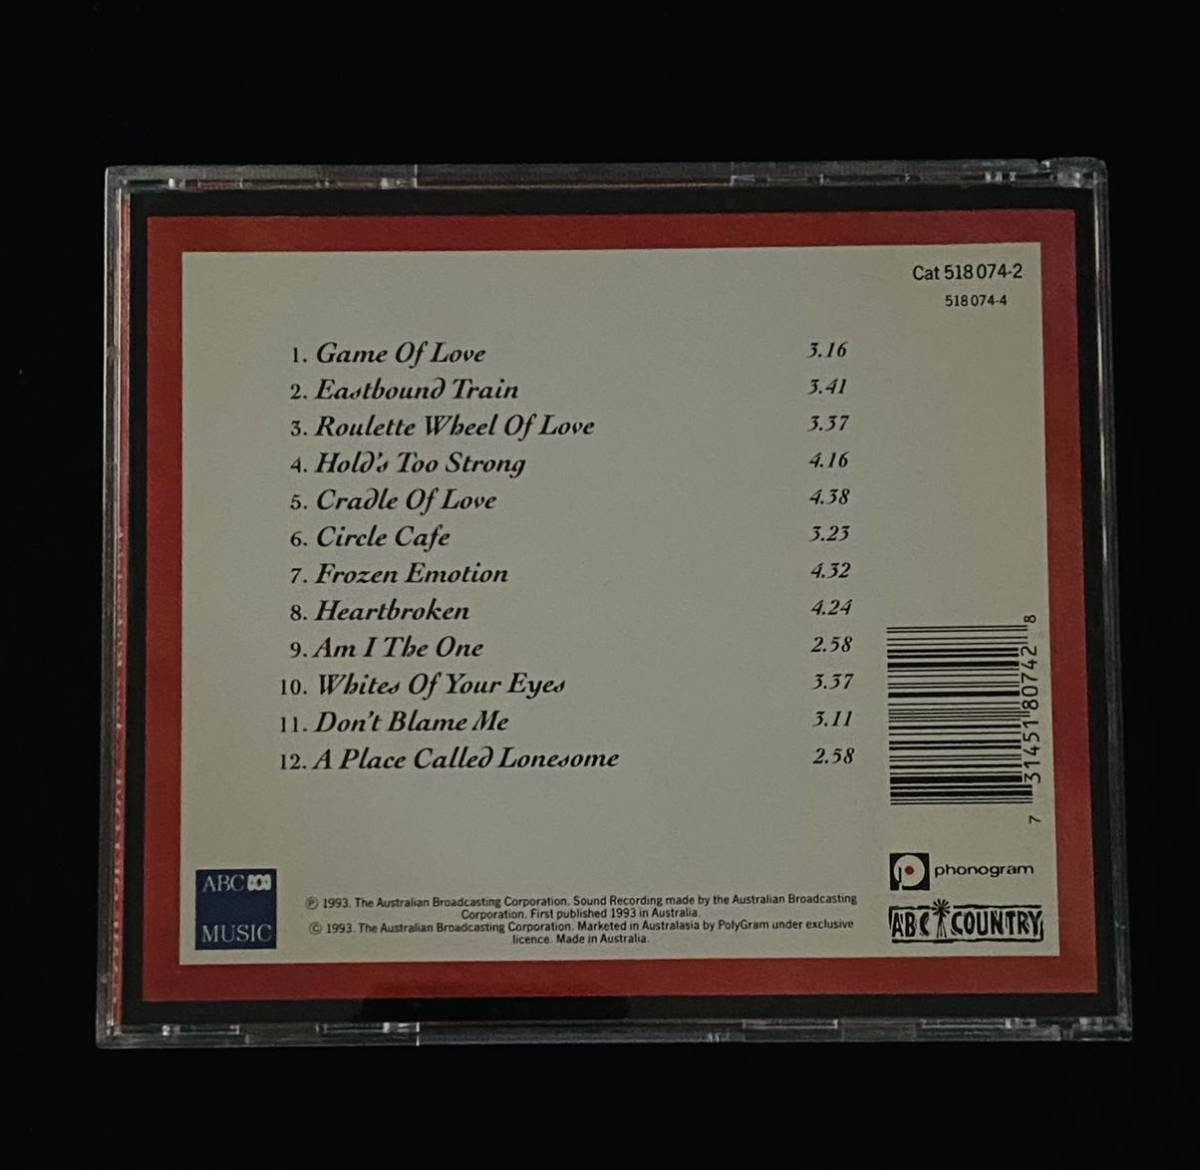 Cat 518 074-2
518 074-4
1. Game Of Love 3.16
2. Eastbound Train 3.41
3. Roulette Wheel Of Love 3.37
4. Hold's Too Strong 4.16
5. Cradle Of Love 4.38
6. Circle Cafe 3.23
7. Frozen Emotion 4.32
8. Heartbroken 4.24
9. Am I The One 2.58
10. Whites Of Your Eyes 3.37
11. Don't Blame Me 3.11
12. A Place Called Lonesome 2.58
7 31451 80742 8
phonogram
ABC COUNTRY
ABC
MUSIC
℗ 1993. The Australian Broadcasting Corporation. Sound Recording made by the Australian Broadcasting
Corporation. First published 1993 in Australia.
© 1993. The Australian Broadcasting Corporation. Marketed in Australasia by PolyGram under exclusive
licence. Made in Australia.